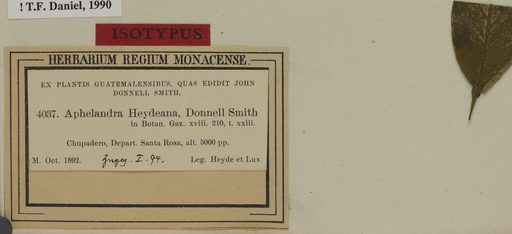 ! T.F. Daniel, 1990
ISOTYPUS
HERBARIUM REGIUM MONACENSE.
EX PLANTIS GUATEMALENSIBUS, QUAS EDIDIT JOHN
DONNELL SMITH.
4037. Aphelandra Heydeana, Donnell Smith
in Botan. Gaz. xviii. 210, t. xxiii.
Chupadero, Depart. Santa Rosa, alt. 5000 pp.
M. Oct. 1892. I. 94. Leg. Heyde et Lux.